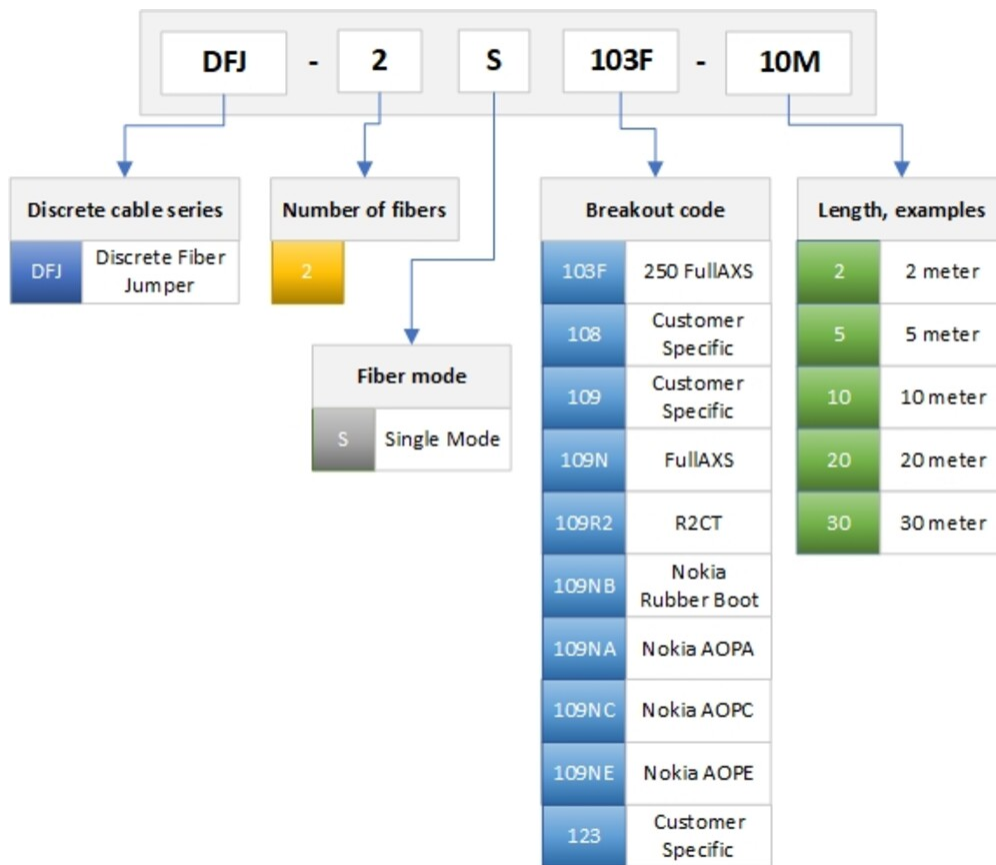 DFJ - 2 S 103F - 10M
Discrete cable series
DFJ Discrete Fiber
Jumper
Number of fibers
2
Fiber mode
S Single Mode
Breakout code
103F 250 FullAXS
108 Customer
Specific
109 Customer
Specific
109N FullAXS
109R2 R2CT
109NB Nokia
Rubber Boot
109NA Nokia AOPA
109NC Nokia AOPC
109NE Nokia AOPE
123 Customer
Specific
Length, examples
2 2 meter
5 5 meter
10 10 meter
20 20 meter
30 30 meter